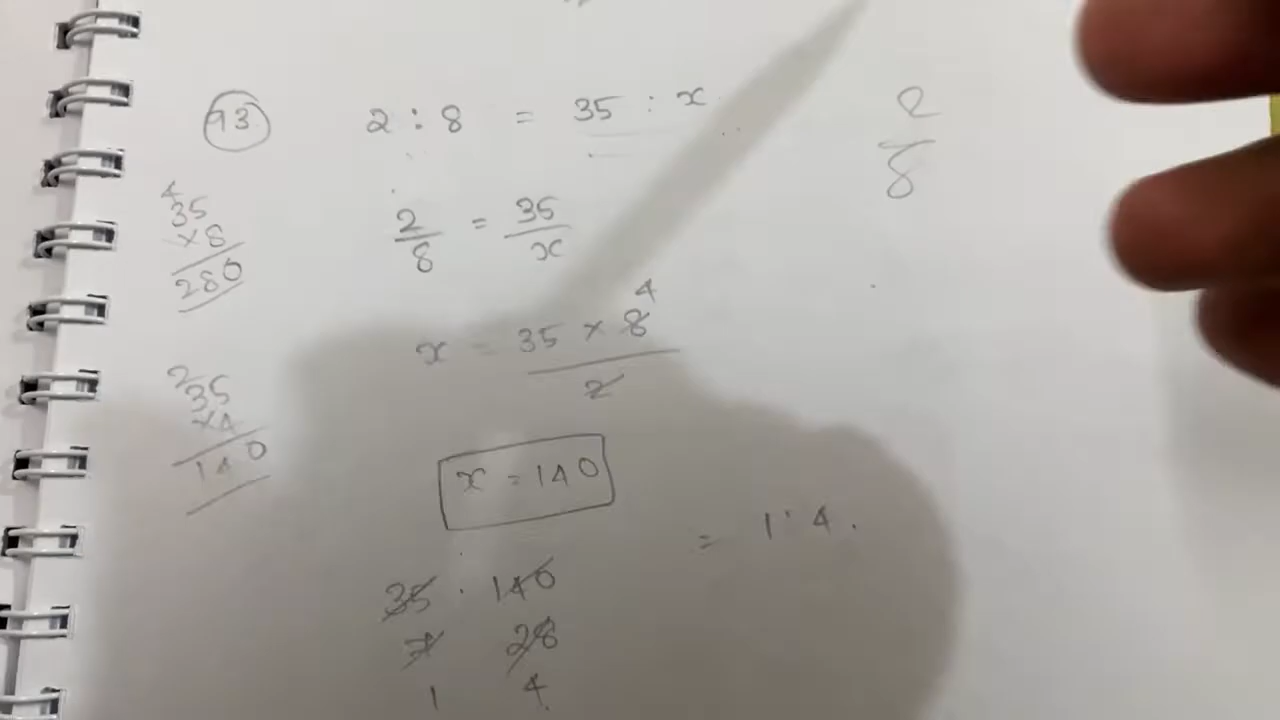 93. 2 : 8 = 35 : x
2/8 = 35/x
x = 35 × 8 4 / 2
x = 140
35 : 140 = 1 : 4.
7 28
1 4
4
35
×8
280
2
35
×4
140
2
8